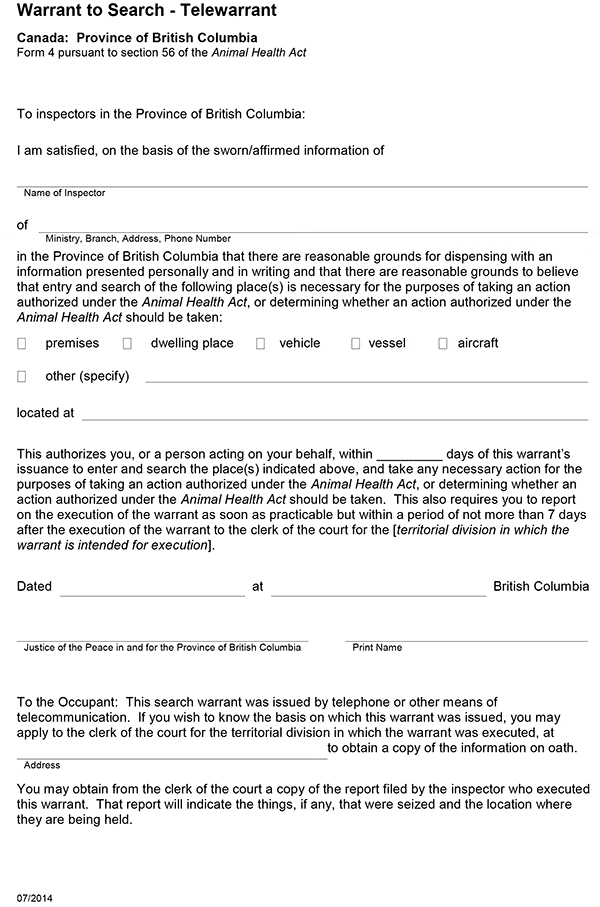 Warrant to Search - Telewarrant
Canada: Province of British Columbia
Form 4 pursuant to section 56 of the Animal Health Act
To inspectors in the Province of British Columbia:
I am satisfied, on the basis of the sworn/affirmed information of
Name of Inspector
of
Ministry, Branch, Address, Phone Number
in the Province of British Columbia that there are reasonable grounds for dispensing with an
information presented personally and in writing and that there are reasonable grounds to believe
that entry and search of the following place(s) is necessary for the purposes of taking an action
authorized under the Animal Health Act, or determining whether an action authorized under the
Animal Health Act should be taken:
premises dwelling place vehicle vessel aircraft
other (specify)
located at
This authorizes you, or a person acting on your behalf, within _________ days of this warrant's
issuance to enter and search the place(s) indicated above, and take any necessary action for the
purposes of taking an action authorized under the Animal Health Act, or determining whether an
action authorized under the Animal Health Act should be taken. This also requires you to report
on the execution of the warrant as soon as practicable but within a period of not more than 7 days
after the execution of the warrant to the clerk of the court for the [territorial division in which the
warrant is intended for execution].
Dated at British Columbia
Justice of the Peace in and for the Province of British Columbia Print Name
To the Occupant: This search warrant was issued by telephone or other means of
telecommunication. If you wish to know the basis on which this warrant was issued, you may
apply to the clerk of the court for the territorial division in which the warrant was executed, at
to obtain a copy of the information on oath.
Address
You may obtain from the clerk of the court a copy of the report filed by the inspector who executed
this warrant. That report will indicate the things, if any, that were seized and the location where
they are being held.
07/2014